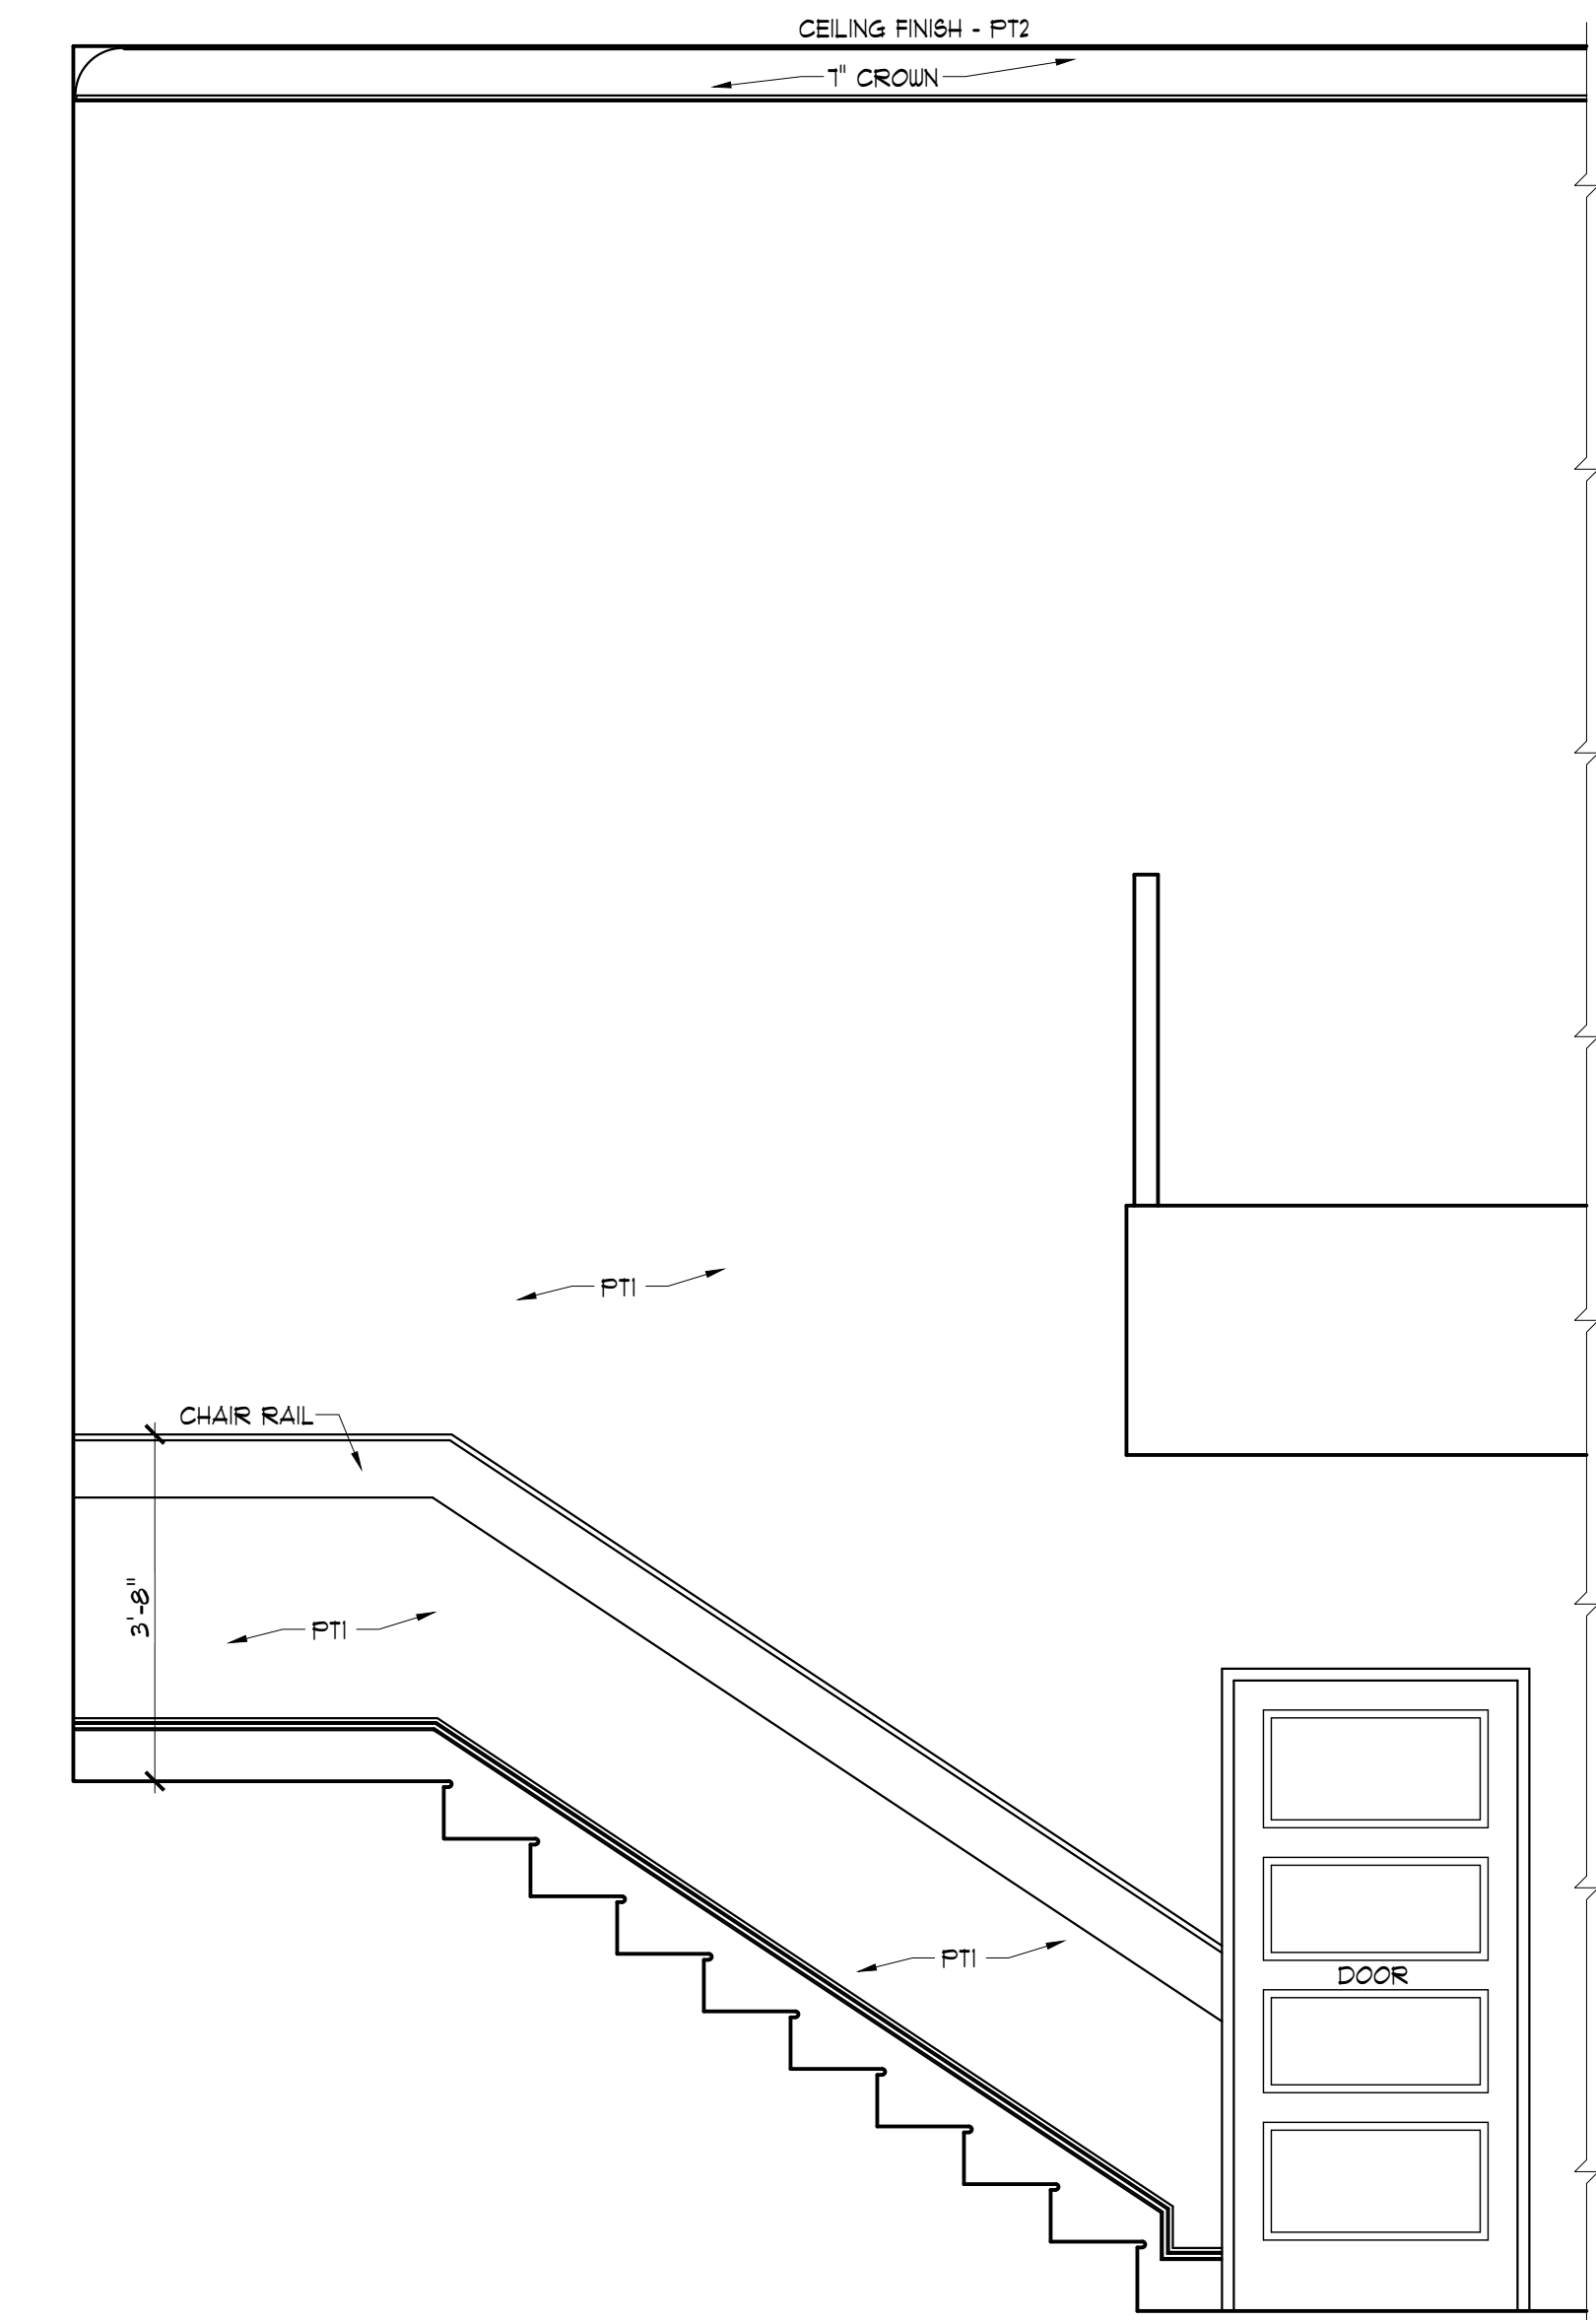 CEILING FINISH - PT2
7" CROWN
PT1
CHAIR RAIL
3'-8"
PT1
PT1
DOOR